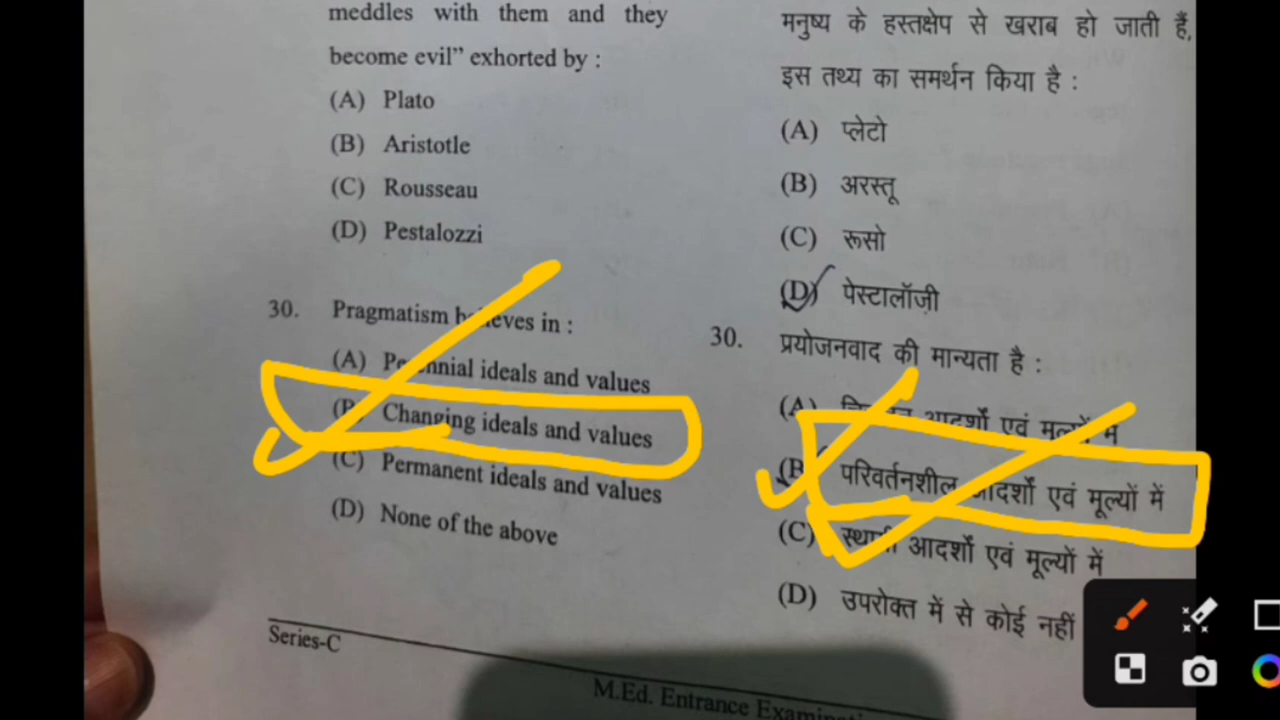 meddles with them and they
become evil” exhorted by :
(A) Plato
(B) Aristotle
(C) Rousseau
(D) Pestalozzi
30. Pragmatism believes in :
(A) Perennial ideals and values
(B) Changing ideals and values
(C) Permanent ideals and values
(D) None of the above
Series-C
मनुष्य के हस्तक्षेप से खराब हो जाती हैं,
इस तथ्य का समर्थन किया है :
(A) प्लेटो
(B) अरस्तू
(C) रूसो
(D) पेस्टालॉज़ी
30. प्रयोजनवाद की मान्यता है :
(A) आदर्शों एवं मूल्यों में
(B) परिवर्तनशील आदर्शों एवं मूल्यों में
(C) स्थायी आदर्शों एवं मूल्यों में
(D) उपरोक्त में से कोई नहीं
M.Ed. Entrance